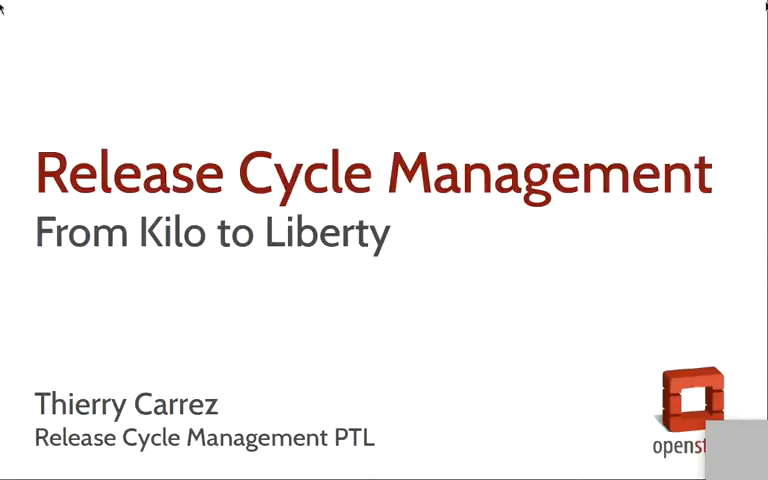 Release Cycle Management
From Kilo to Liberty
Thierry Carrez
Release Cycle Management PTL